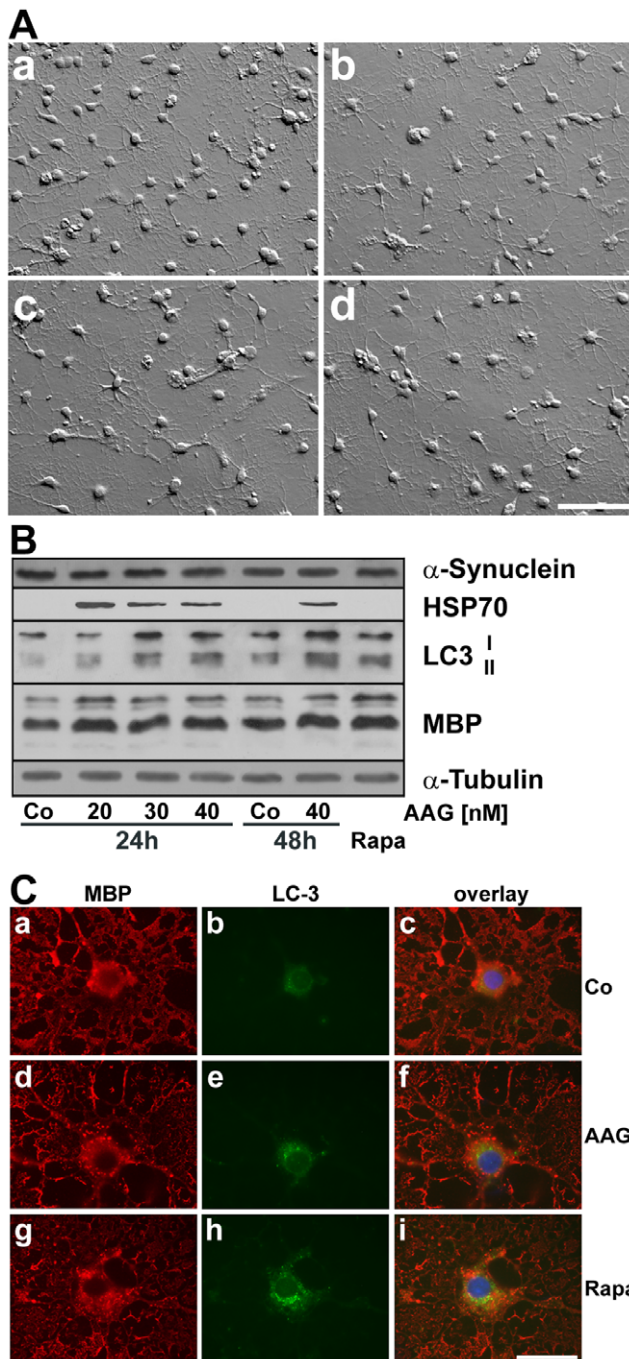 A
a
b
c
d
B
α-Synuclein
HSP70
LC3 I
II
MBP
α-Tubulin
Co 20 30 40 Co 40 AAG [nM]
24h 48h Rapa
C
MBP LC-3 overlay
a b c
Co
d e f
AAG
g h i
Rapa